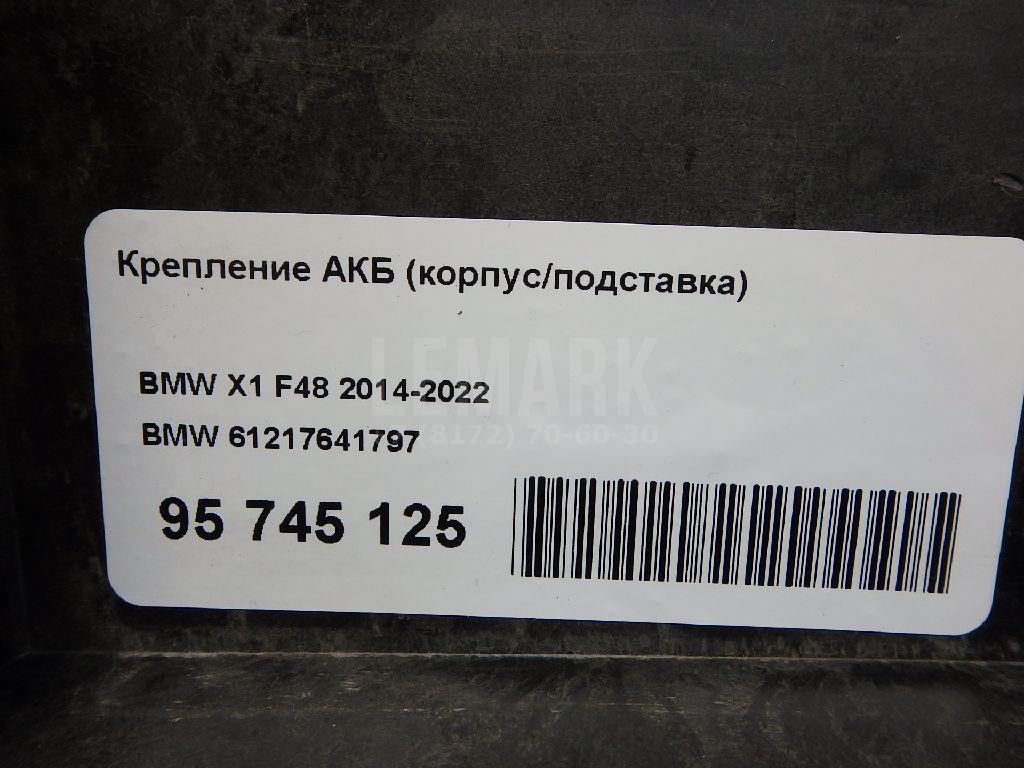 Крепление АКБ (корпус/подставка)
LEMARK
BMW X1 F48 2014-2022
(8172) 70-60-30
BMW 61217641797
95 745 125